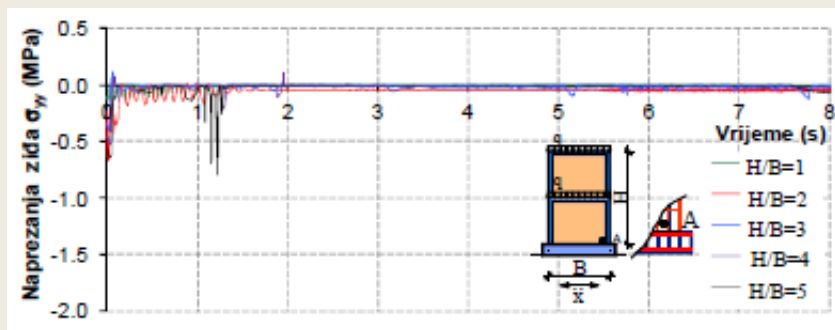 Naprezanja zida σyy (MPa)
0.5
0.0
-0.5
-1.0
-1.5
-2.0
0 1 2 3 4 5 6 7 8
Vrijeme (s)
H/B=1
H/B=2
H/B=3
H/B=4
H/B=5
H
B
ẍ
A